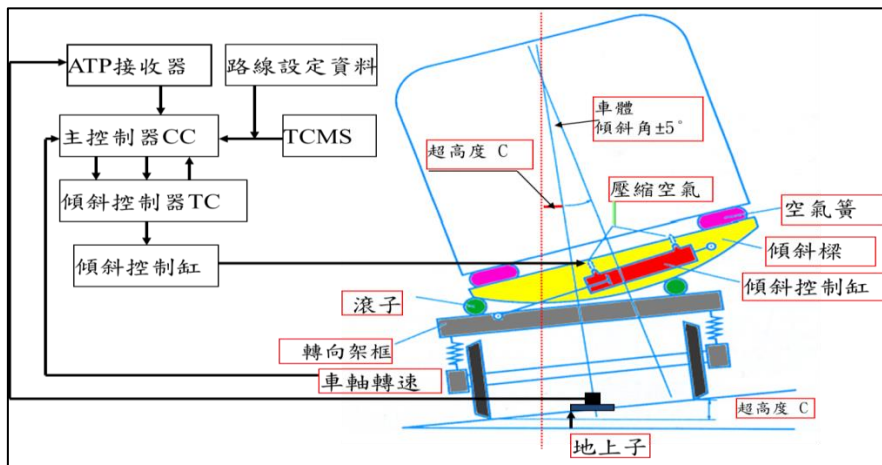 ATP接收器
路線設定資料
主控制器CC
TCMS
傾斜控制器TC
傾斜控制缸
車體
傾斜角±5°
超高度 C
壓縮空氣
空氣簧
傾斜樑
傾斜控制缸
滾子
轉向架框
車軸轉速
超高度 C
地上子